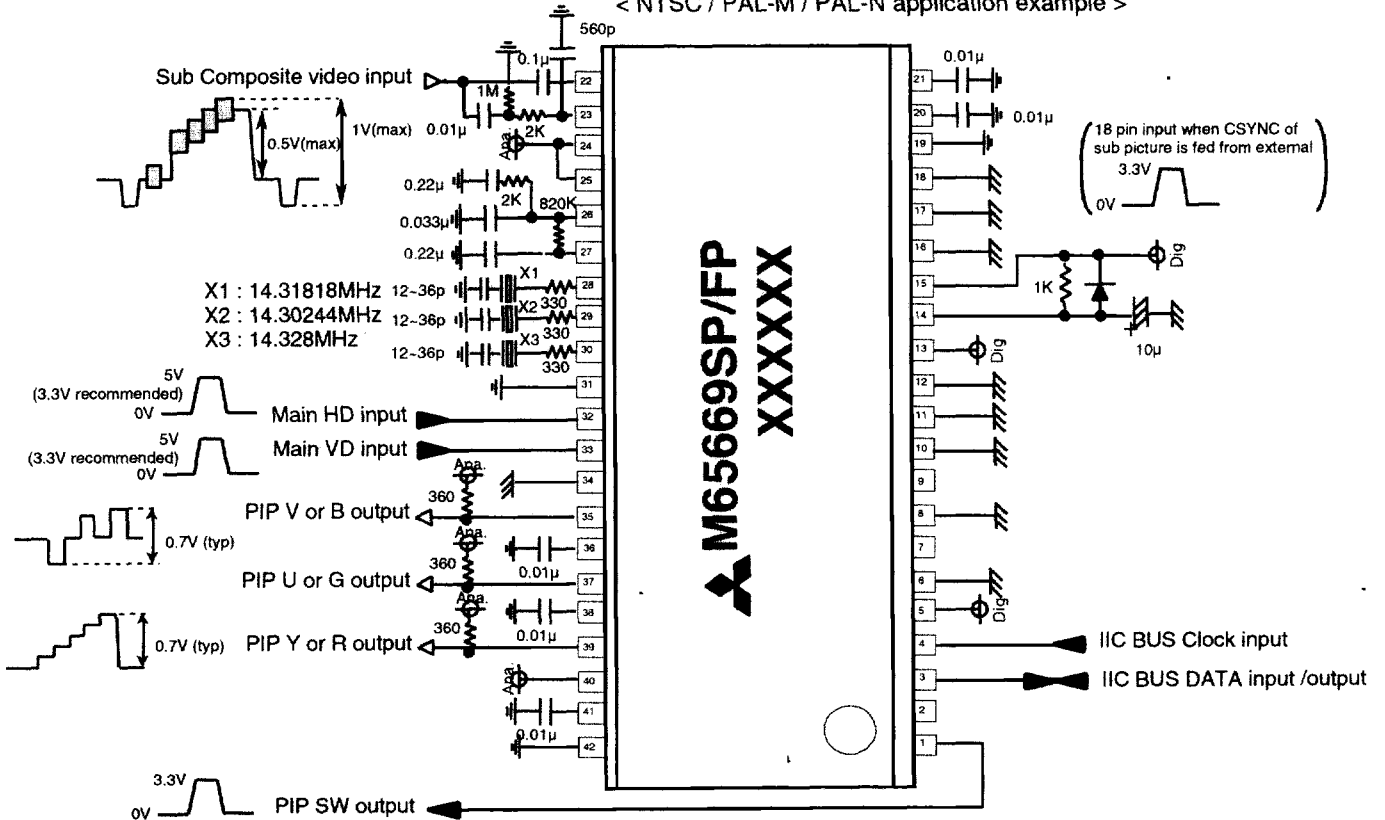 < NTSC / PAL-M / PAL-N application example >
560p
0.1µ
Sub Composite video input
1M
0.01µ
2K
1V(max)
0.5V(max)
Ana.
0.22µ
2K
820K
0.033µ
0.22µ
X1 : 14.31818MHz
X2 : 14.30244MHz
X3 : 14.328MHz
12~36p
X1
330
12~36p
X2
330
12~36p
X3
330
5V
(3.3V recommended)
0V
Main HD input
5V
(3.3V recommended)
0V
Main VD input
Ana.
360
PIP V or B output
0.7V (typ)
Ana.
360
0.01µ
PIP U or G output
Ana.
360
0.01µ
PIP Y or R output
0.7V (typ)
Ana.
0.01µ
3.3V
0V
PIP SW output
22
23
24
25
26
27
28
29
30
31
32
33
34
35
36
37
38
39
40
41
42
M65669SP/FP
XXXXXX
21
20
19
18
17
16
15
14
13
12
11
10
9
8
7
6
5
4
3
2
1
0.01µ
0.01µ
18 pin input when CSYNC of
sub picture is fed from external
3.3V
0V
Dig
1K
+
10µ
Dig
Dig
IIC BUS Clock input
IIC BUS DATA input /output